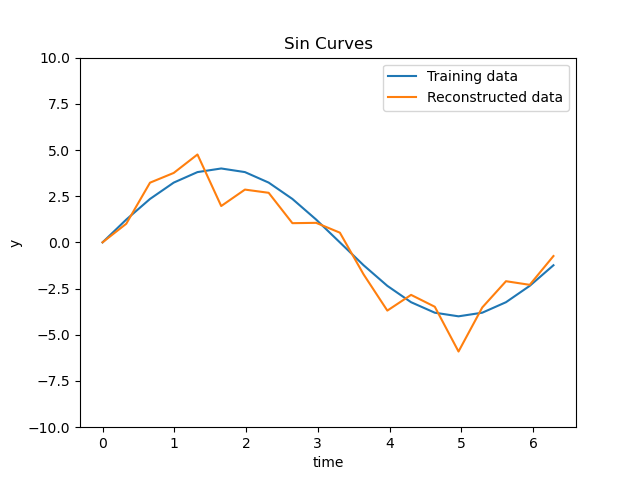 Sin Curves
10.0
7.5
5.0
2.5
0.0
−2.5
−5.0
−7.5
−10.0
y
Training data
Reconstructed data
0 1 2 3 4 5 6
time